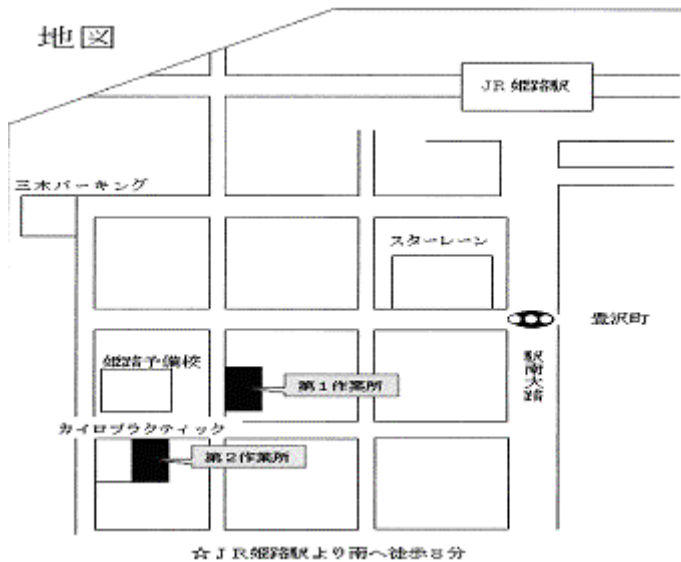 地図
JR姫路駅
三木パーキング
スターレーン
豊沢町
姫路予備校
駅南大路
第1作業所
カイロプラクティック
第2作業所
☆JR姫路駅より南へ徒歩8分